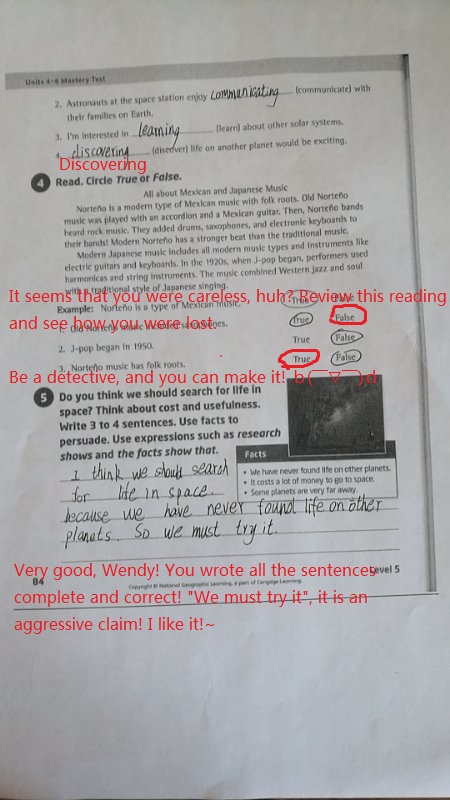 Units 4-6 Mastery Test
2. Astronauts at the space station enjoy communicating (communicate) with
their families on Earth.
3. I'm interested in learning (learn) about other solar systems.
4. discovering (discover) life on another planet would be exciting.
Discovering
4 Read. Circle True or False.
All about Mexican and Japanese Music
Norteño is a modern type of Mexican music with folk roots. Old Norteño
music was played with an accordion and a Mexican guitar. Then, Norteño bands
heard rock music. They added drums, saxophones, and electronic keyboards to
their bands! Modern Norteño has a stronger beat than the traditional music.
Modern Japanese music includes all modern music types and instruments like
electric guitars and keyboards. In the 1920s, when J-pop began, performers used
harmonicas and string instruments. The music combined Western jazz and soul
with a traditional style of Japanese singing.
It seems that you were careless, huh? Review this reading
Example: Norteño is a type of Mexican music. True False
and see how you were lost~
1. Old Norteño music included saxophones. True False
2. J-pop began in 1950. True False
3. Norteño music has folk roots. True False
Be a detective, and you can make it! b(￣▽￣)d
5 Do you think we should search for life in
space? Think about cost and usefulness.
Write 3 to 4 sentences. Use facts to
persuade. Use expressions such as research
shows and the facts show that.
Facts
• We have never found life on other planets.
• It costs a lot of money to go to space.
• Some planets are very far away.
I think we should search
for life in space.
because we have never found life on other
planets. So we must try it.
Very good, Wendy! You wrote all the sentences
Level 5
84
Copyright © National Geographic Learning, a part of Cengage Learning
complete and correct! "We must try it", it is an
aggressive claim! I like it!~